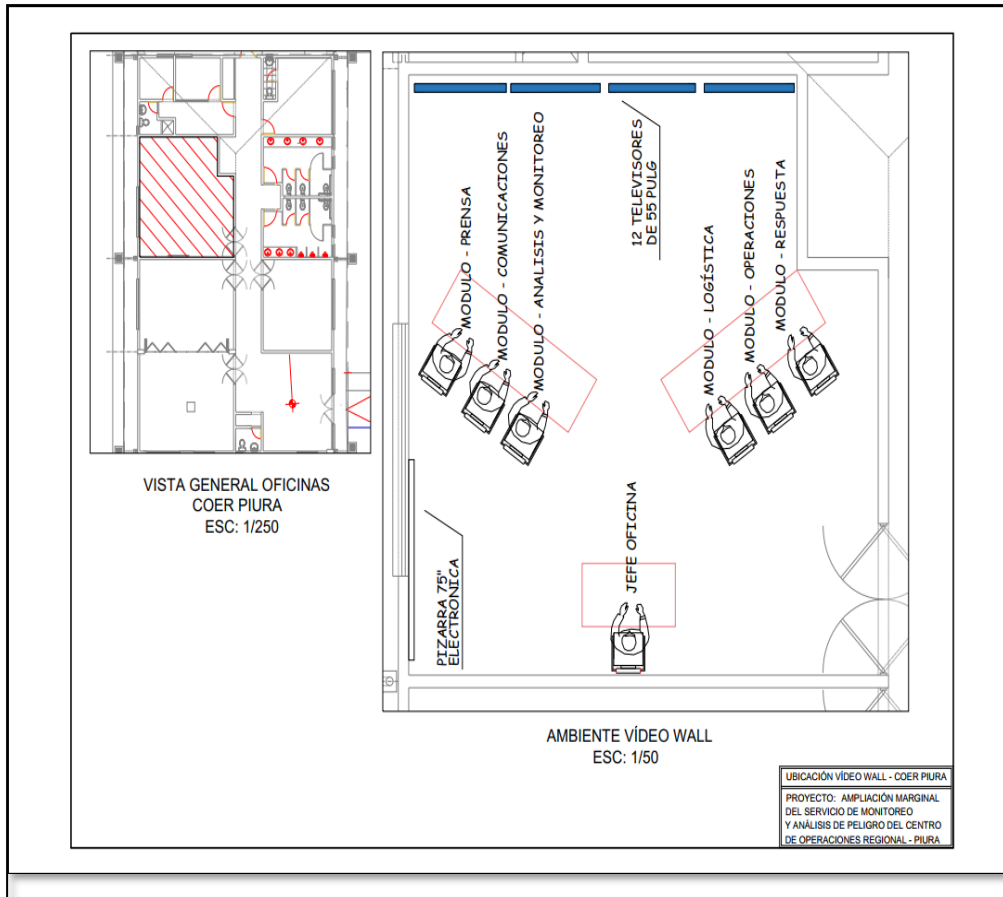 MODULO - PRENSA
MODULO - COMUNICACIONES
MODULO - ANALISIS Y MONITOREO
12 TELEVISORES
DE 55 PULG
MODULO - LOGÍSTICA
MODULO - OPERACIONES
MODULO - RESPUESTA
PIZARRA 75"
ELECTRONICA
JEFE OFICINA
VISTA GENERAL OFICINAS
COER PIURA
ESC: 1/250
AMBIENTE VÍDEO WALL
ESC: 1/50
UBICACIÓN VÍDEO WALL - COER PIURA
PROYECTO: AMPLIACIÓN MARGINAL
DEL SERVICIO DE MONITOREO
Y ANÁLISIS DE PELIGRO DEL CENTRO
DE OPERACIONES REGIONAL - PIURA